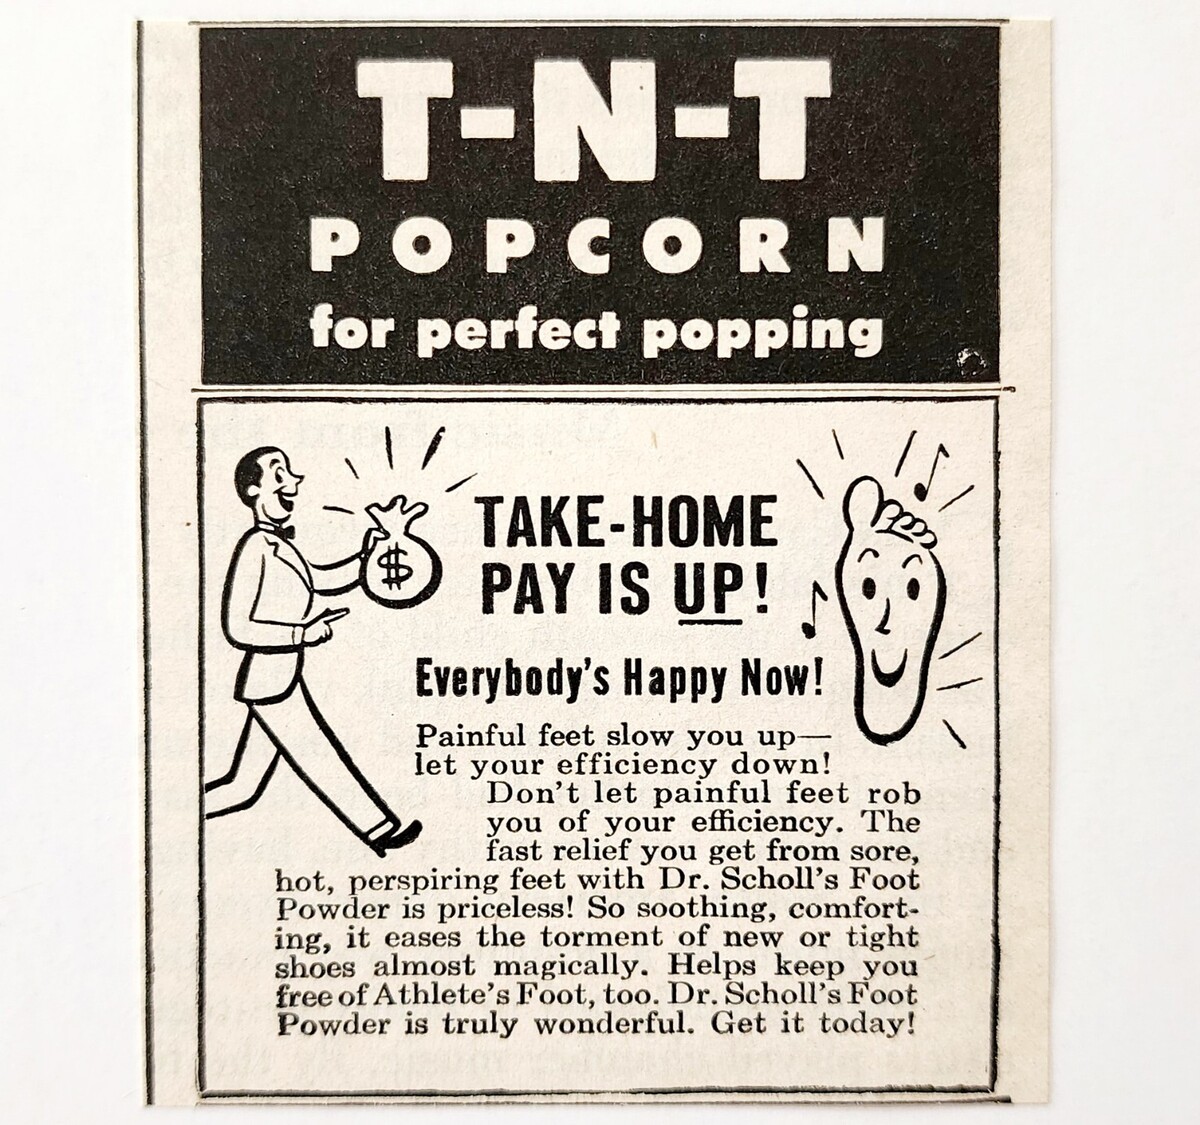 T-N-T
POPCORN
for perfect popping
TAKE-HOME
PAY IS UP!
$
Everybody's Happy Now!
Painful feet slow you up—
let your efficiency down!
Don't let painful feet rob
you of your efficiency. The
fast relief you get from sore,
hot, perspiring feet with Dr. Scholl's Foot
Powder is priceless! So soothing, comfort-
ing, it eases the torment of new or tight
shoes almost magically. Helps keep you
free of Athlete's Foot, too. Dr. Scholl's Foot
Powder is truly wonderful. Get it today!